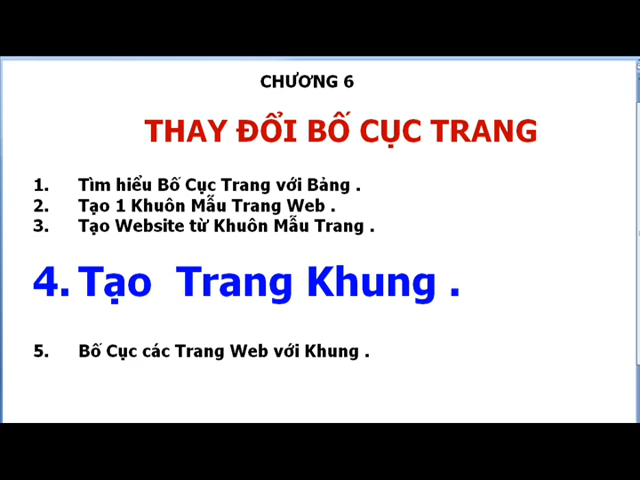 CHƯƠNG 6
THAY ĐỔI BỐ CỤC TRANG
1. Tìm hiểu Bố Cục Trang với Bảng .
2. Tạo 1 Khuôn Mẫu Trang Web .
3. Tạo Website từ Khuôn Mẫu Trang .
4. Tạo Trang Khung .
5. Bố Cục các Trang Web với Khung .